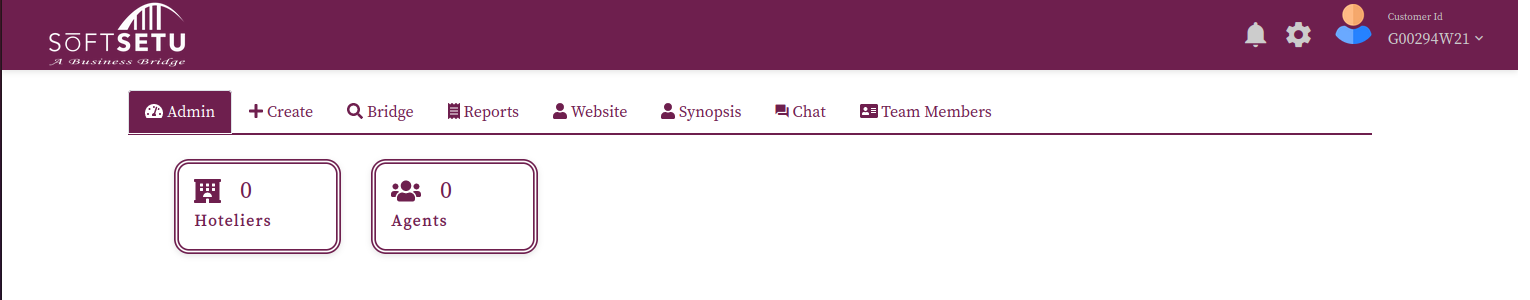 SOFTSETU
A Business Bridge
Customer Id
G00294W21
Admin Create Bridge Reports Website Synopsis Chat Team Members
0
Hoteliers
0
Agents